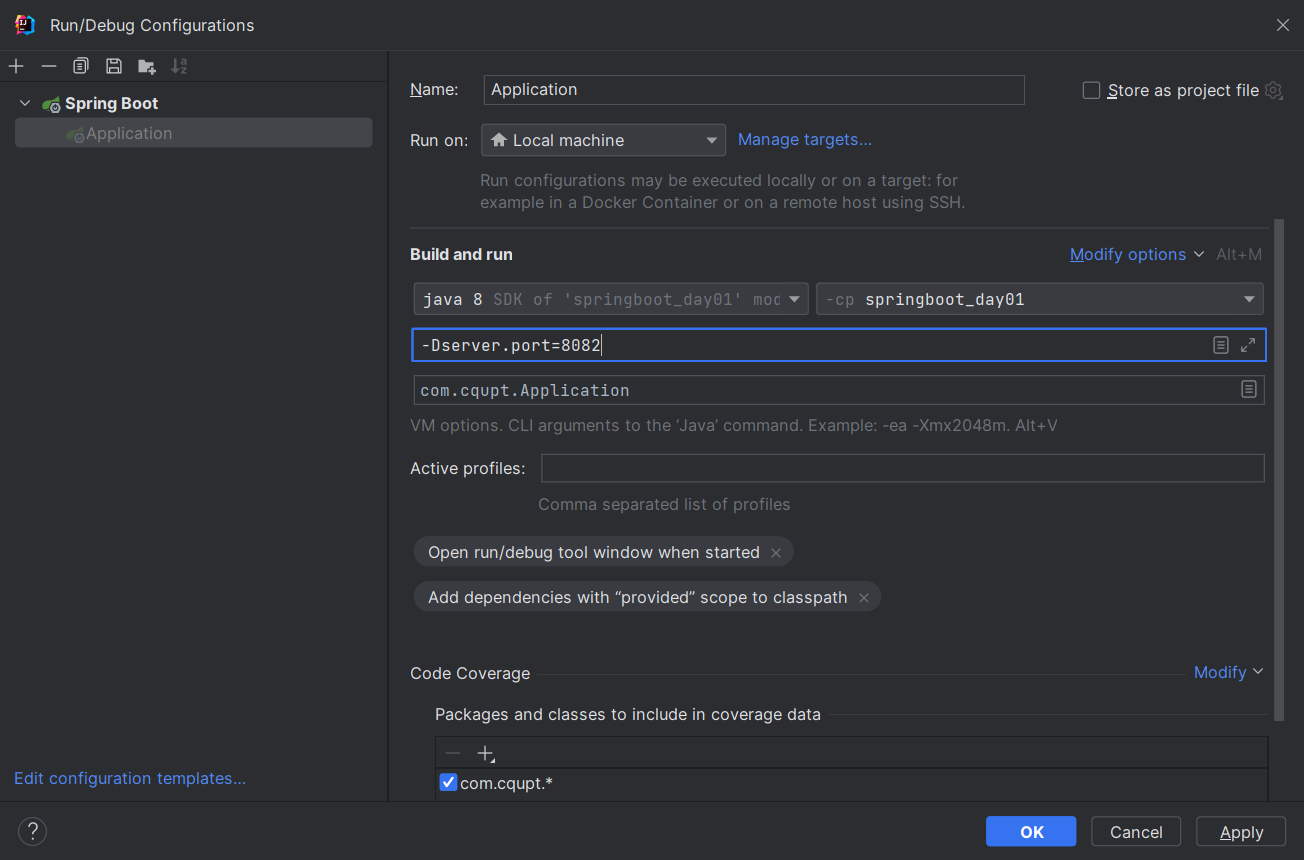 Run/Debug Configurations
Spring Boot
Application
Edit configuration templates...
Name: Application
Store as project file
Run on: Local machine Manage targets...
Run configurations may be executed locally or on a target: for
example in a Docker Container or on a remote host using SSH.
Build and run Modify options Alt+M
java 8 SDK of 'springboot_day01' moc -cp springboot_day01
-Dserver.port=8082
com.cqupt.Application
VM options. CLI arguments to the ‘Java’ command. Example: -ea -Xmx2048m. Alt+V
Active profiles:
Comma separated list of profiles
Open run/debug tool window when started ×
Add dependencies with “provided” scope to classpath ×
Code Coverage Modify
Packages and classes to include in coverage data
com.cqupt.*
? OK Cancel Apply